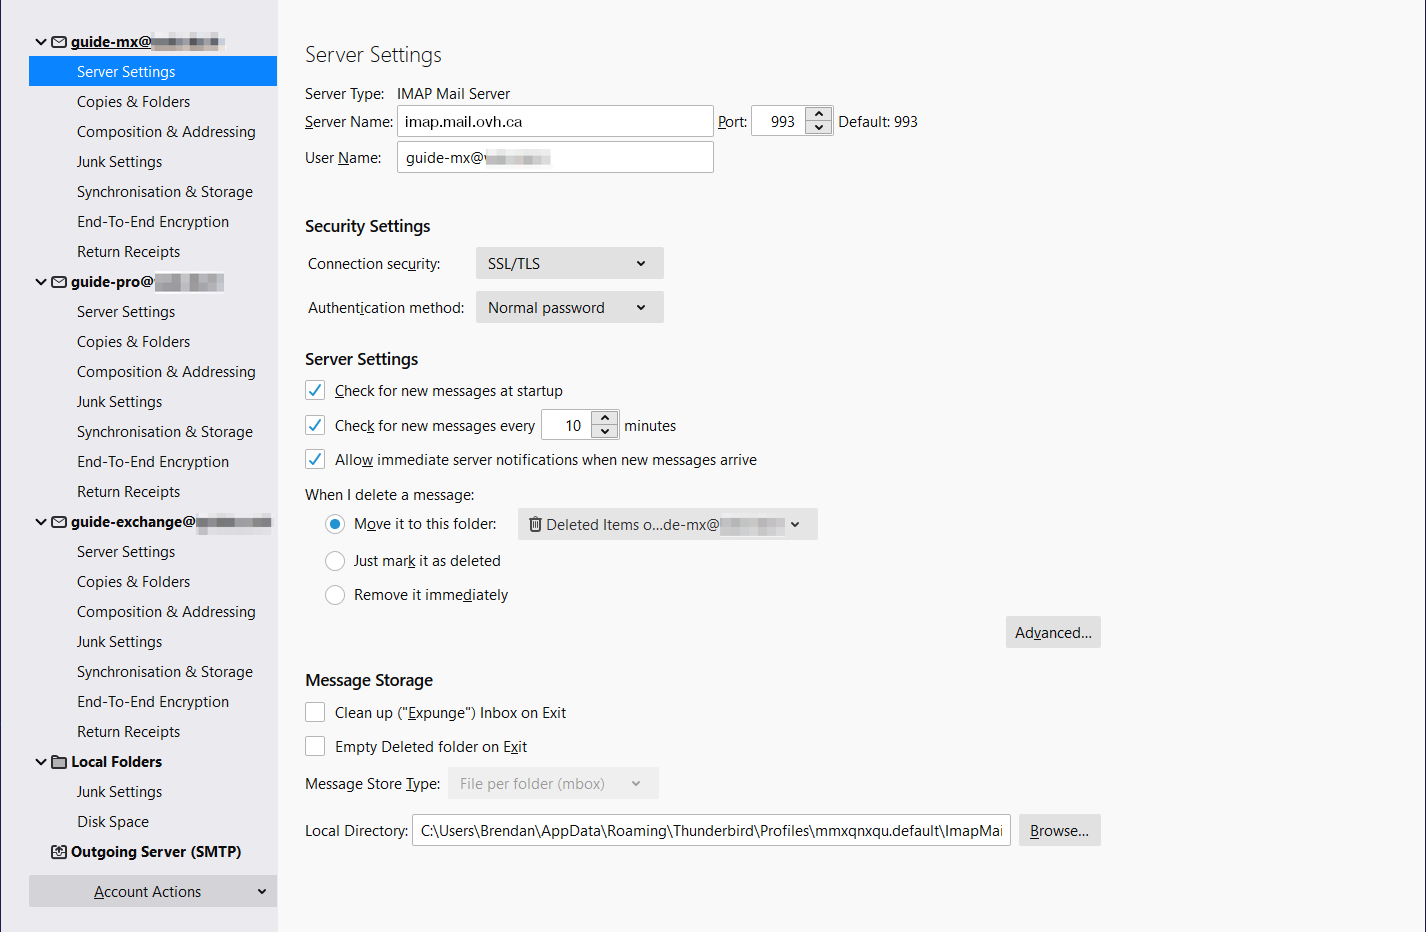 guide-mx@
Server Settings
Copies & Folders
Composition & Addressing
Junk Settings
Synchronisation & Storage
End-To-End Encryption
Return Receipts
guide-pro@
Server Settings
Copies & Folders
Composition & Addressing
Junk Settings
Synchronisation & Storage
End-To-End Encryption
Return Receipts
guide-exchange@
Server Settings
Copies & Folders
Composition & Addressing
Junk Settings
Synchronisation & Storage
End-To-End Encryption
Return Receipts
Local Folders
Junk Settings
Disk Space
Outgoing Server (SMTP)
Account Actions
Server Settings
Server Type: IMAP Mail Server
Server Name: imap.mail.ovh.ca Port: 993 Default: 993
User Name: guide-mx@
Security Settings
Connection security: SSL/TLS
Authentication method: Normal password
Server Settings
Check for new messages at startup
Check for new messages every 10 minutes
Allow immediate server notifications when new messages arrive
When I delete a message:
Move it to this folder: Deleted Items o...de-mx@
Just mark it as deleted
Remove it immediately
Advanced...
Message Storage
Clean up ("Expunge") Inbox on Exit
Empty Deleted folder on Exit
Message Store Type: File per folder (mbox)
Local Directory: C:\Users\Brendan\AppData\Roaming\Thunderbird\Profiles\mmxqnxqu.default\ImapMai Browse...